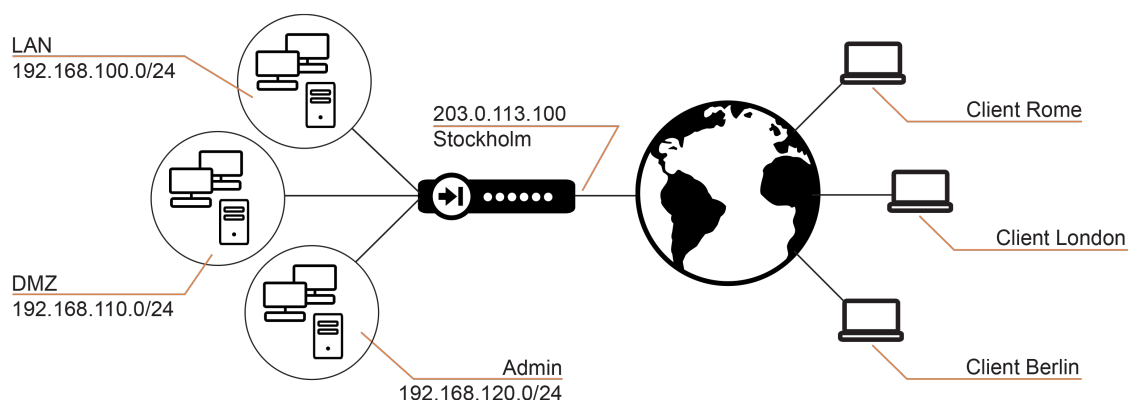 LAN
192.168.100.0/24
203.0.113.100
Stockholm
Client Rome
Client London
DMZ
192.168.110.0/24
Admin
192.168.120.0/24
Client Berlin